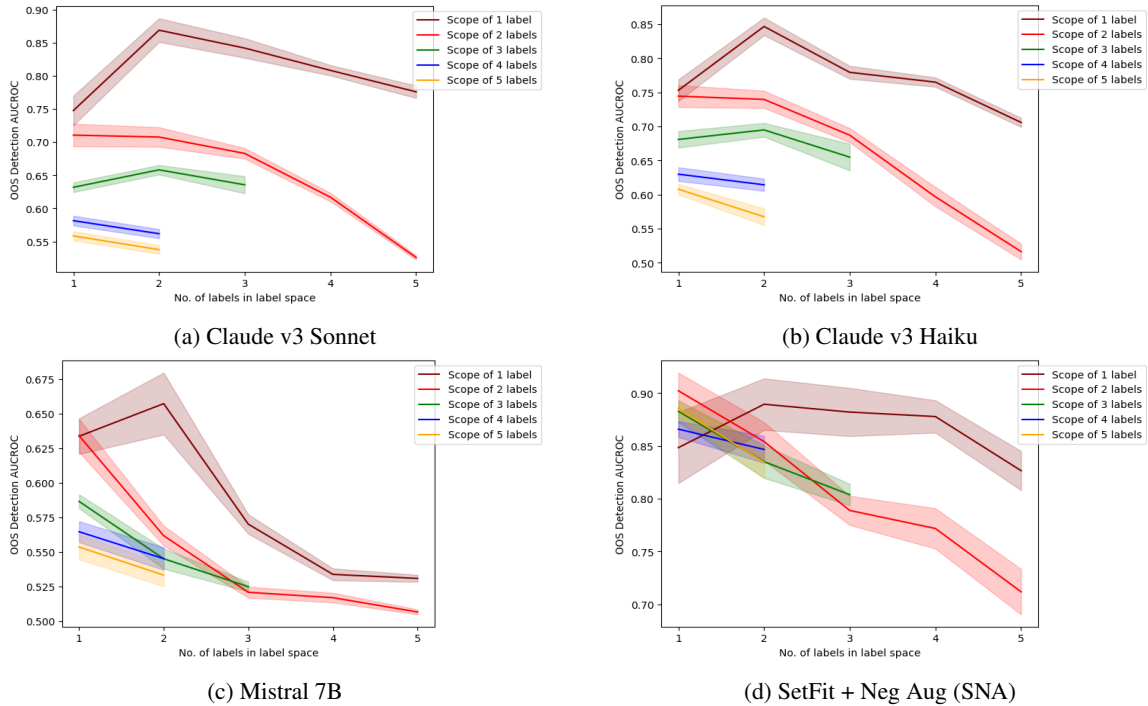 0.90
0.85
0.80
0.75
0.70
0.65
0.60
0.55
OOS Detection AUCROC
1 2 3 4 5
No. of labels in label space
Scope of 1 label
Scope of 2 labels
Scope of 3 labels
Scope of 4 labels
Scope of 5 labels
(a) Claude v3 Sonnet
0.85
0.80
0.75
0.70
0.65
0.60
0.55
0.50
OOS Detection AUCROC
1 2 3 4 5
No. of labels in label space
Scope of 1 label
Scope of 2 labels
Scope of 3 labels
Scope of 4 labels
Scope of 5 labels
(b) Claude v3 Haiku
0.675
0.650
0.625
0.600
0.575
0.550
0.525
0.500
OOS Detection AUCROC
1 2 3 4 5
No. of labels in label space
Scope of 1 label
Scope of 2 labels
Scope of 3 labels
Scope of 4 labels
Scope of 5 labels
(c) Mistral 7B
0.90
0.85
0.80
0.75
0.70
OOS Detection AUCROC
1 2 3 4 5
No. of labels in label space
Scope of 1 label
Scope of 2 labels
Scope of 3 labels
Scope of 4 labels
Scope of 5 labels
(d) SetFit + Neg Aug (SNA)